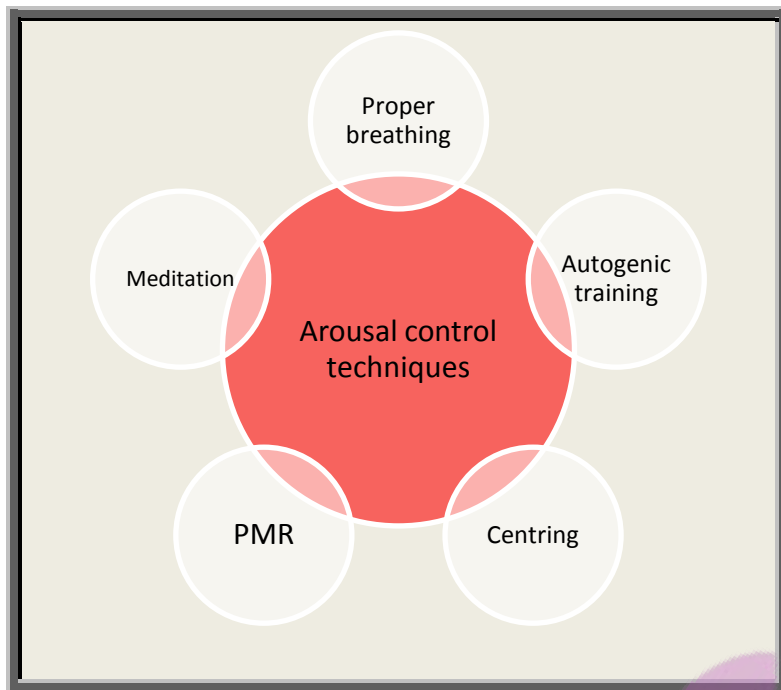 Proper
breathing
Meditation
Autogenic
training
Arousal control
techniques
PMR
Centring